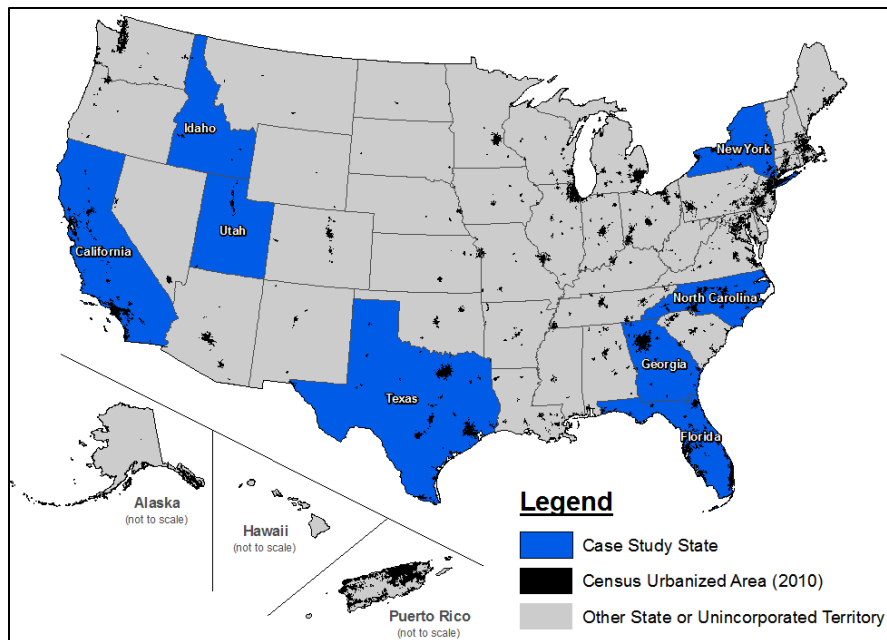 Idaho
New York
Utah
California
North Carolina
Georgia
Texas
Florida
Alaska
(not to scale)
Hawaii
(not to scale)
Puerto Rico
(not to scale)
Legend
Case Study State
Census Urbanized Area (2010)
Other State or Unincorporated Territory